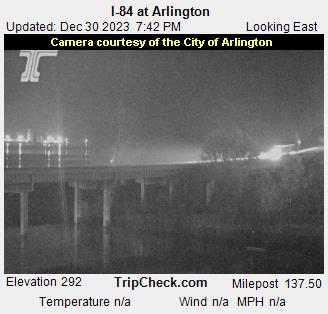 I-84 at Arlington
Updated: Dec 30 2023 7:42 PM Looking East
Camera courtesy of the City of Arlington
Elevation 292 TripCheck.com Milepost 137.50
Temperature n/a Wind n/a MPH n/a